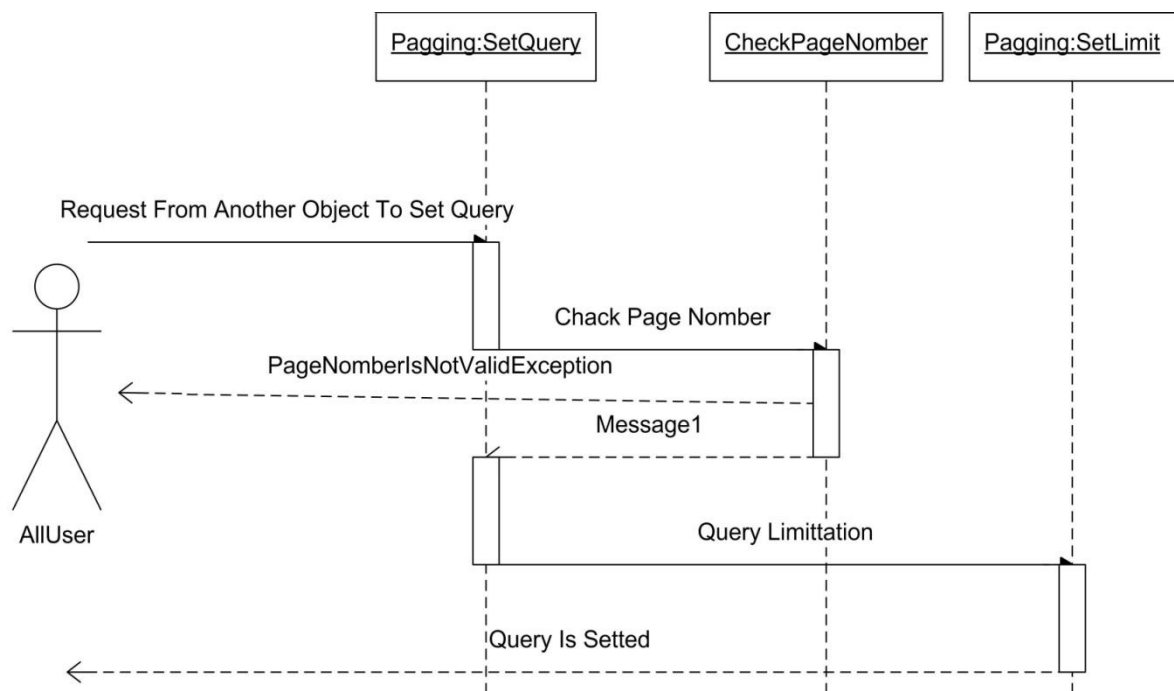 Pagging:SetQuery
CheckPageNomber
Pagging:SetLimit
Request From Another Object To Set Query
Chack Page Nomber
PageNomberIsNotValidException
Message1
AllUser
Query Limittation
Query Is Setted